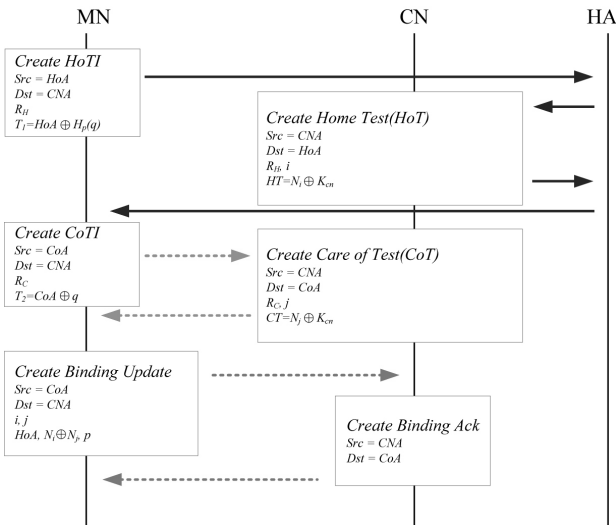 MN CN HA
Create HoTI
Src = HoA
Dst = CNA
R_H
T_1=HoA ⊕ H_p(q)
Create Home Test(HoT)
Src = CNA
Dst = HoA
R_H, i
HT=N_i ⊕ K_cn
Create CoTI
Src = CoA
Dst = CNA
R_C
T_2=CoA ⊕ q
Create Care of Test(CoT)
Src = CNA
Dst = CoA
R_C, j
CT=N_j ⊕ K_cn
Create Binding Update
Src = CoA
Dst = CNA
i, j
HoA, N_i⊕N_j, p
Create Binding Ack
Src = CNA
Dst = CoA